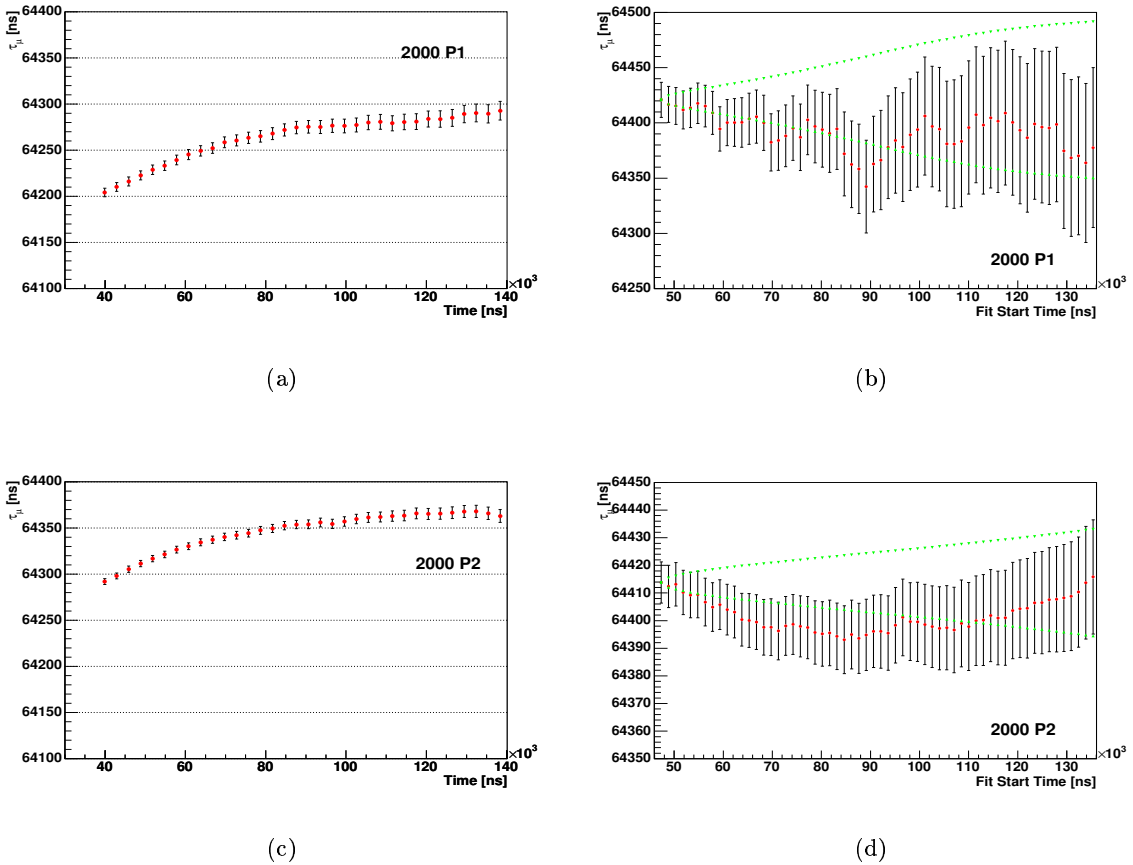 64400
64350
64300
64250
64200
64150
64100
τμ [ns]
2000 P1
40 60 80 100 120 140
×10³
Time [ns]
(a)
64500
64450
64400
64350
64300
64250
τμ [ns]
2000 P1
50 60 70 80 90 100 110 120 130
×10³
Fit Start Time [ns]
(b)
64400
64350
64300
64250
64200
64150
64100
τμ [ns]
2000 P2
40 60 80 100 120 140
×10³
Time [ns]
(c)
64450
64440
64430
64420
64410
64400
64390
64380
64370
64360
64350
τμ [ns]
2000 P2
50 60 70 80 90 100 110 120 130
×10³
Fit Start Time [ns]
(d)